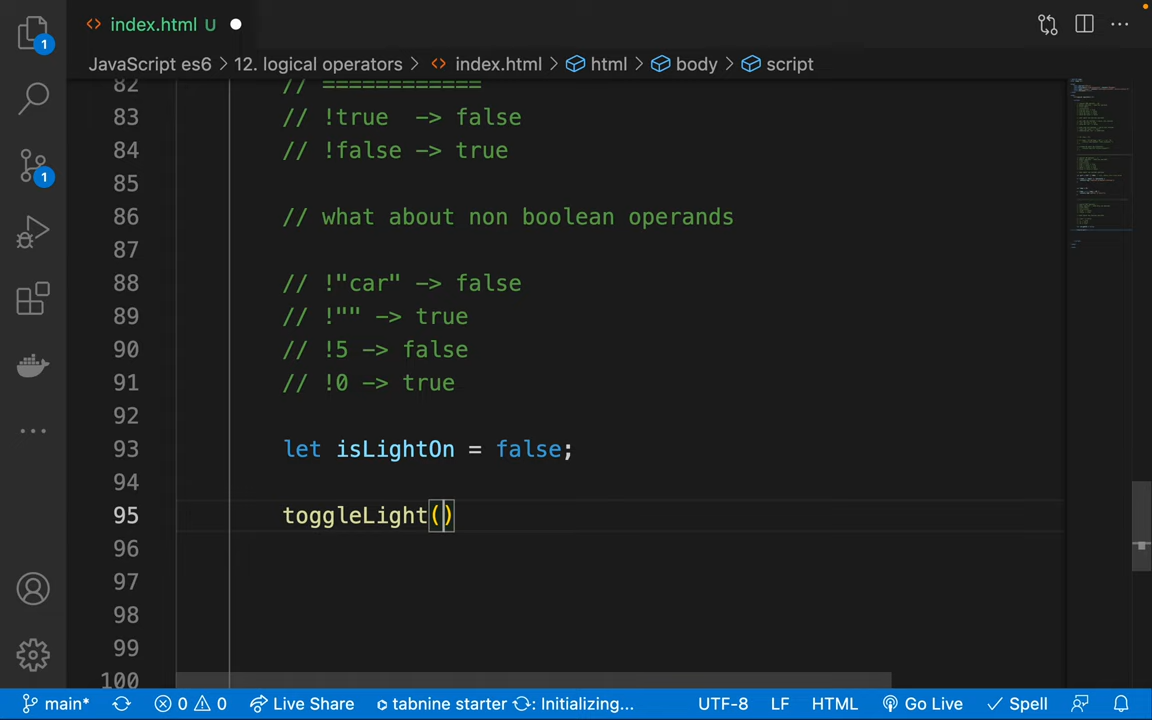 index.html U
1
JavaScript es6 > 12. logical operators > index.html > html > body > script
82 // ============
83 // !true -> false
84 // !false -> true
85
86 // what about non boolean operands
87
88 // !"car" -> false
89 // !"" -> true
90 // !5 -> false
91 // !0 -> true
92
93 let isLightOn = false;
94
95 toggleLight()
96
97
98
99
100
1
main* 0 0 Live Share tabnine starter : Initializing... UTF-8 LF HTML Go Live Spell